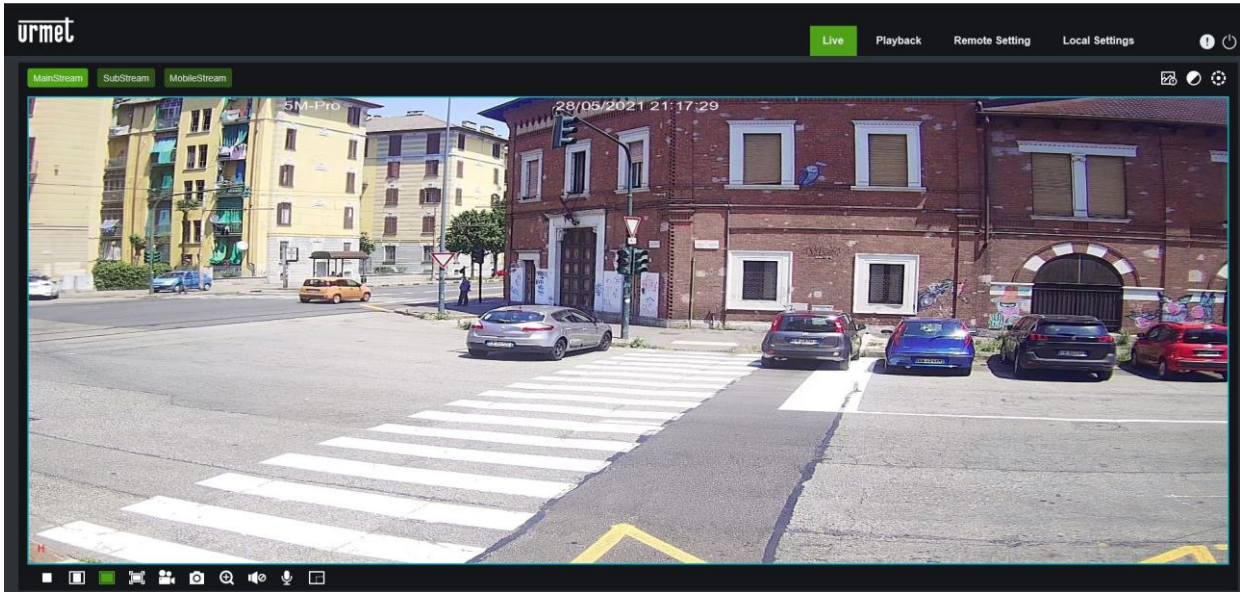 urmet
Live Playback Remote Setting Local Settings
MainStream SubStream MobileStream
5M-Pro 28/05/2021 21:17:29
H